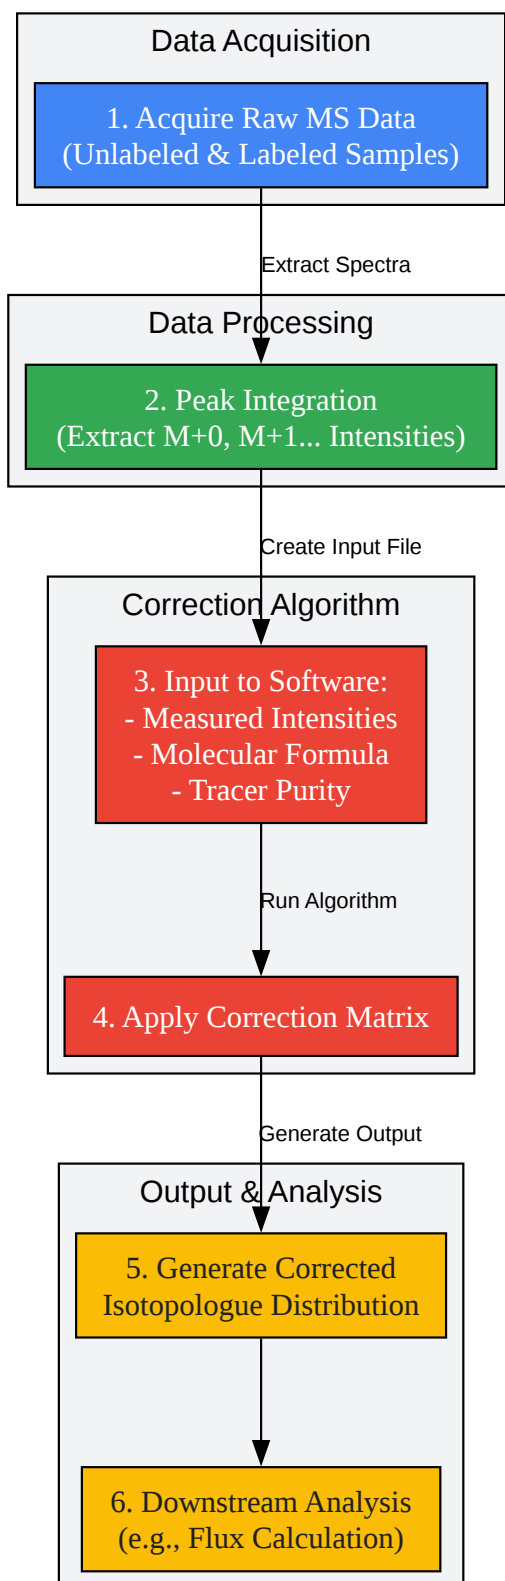 Data Acquisition
1. Acquire Raw MS Data
(Unlabeled & Labeled Samples)
Extract Spectra
Data Processing
2. Peak Integration
(Extract M+0, M+1... Intensities)
Create Input File
Correction Algorithm
3. Input to Software:
- Measured Intensities
- Molecular Formula
- Tracer Purity
Run Algorithm
4. Apply Correction Matrix
Generate Output
Output & Analysis
5. Generate Corrected
Isotopologue Distribution
6. Downstream Analysis
(e.g., Flux Calculation)